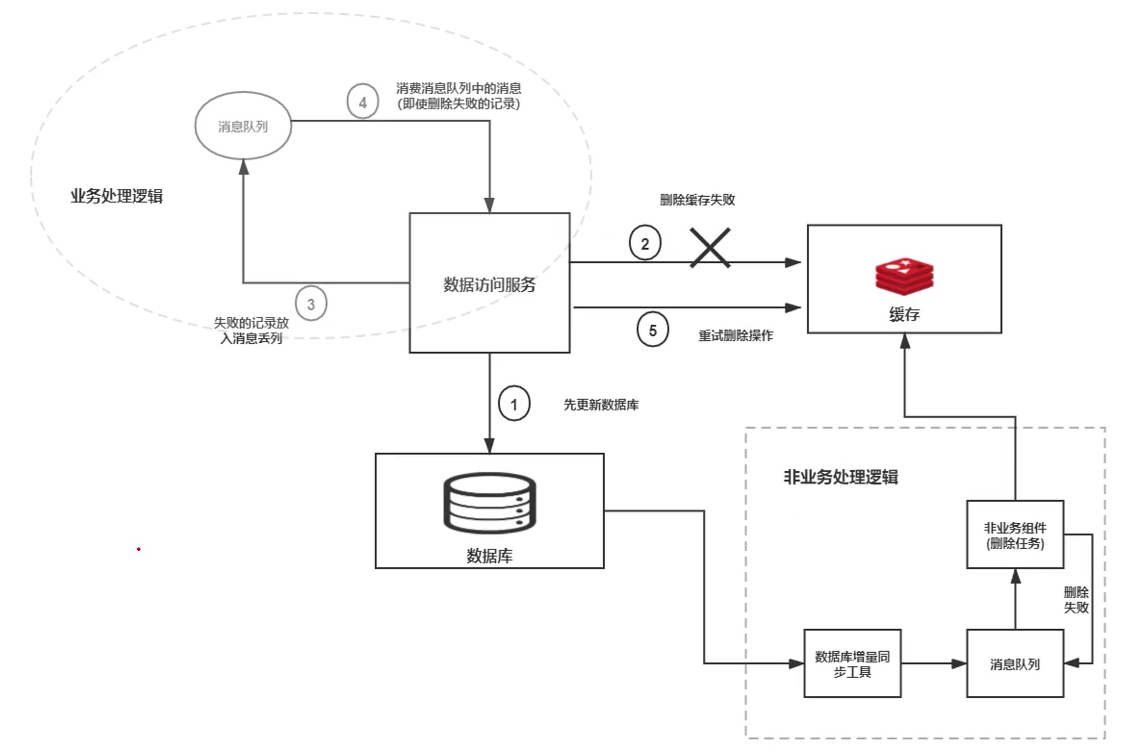 4
消费消息队列中的消息
(即使删除失败的记录)
消息队列
业务处理逻辑
删除缓存失败
2
数据访问服务
缓存
3
失败的记录放
入消息丢列
5
重试删除操作
1
先更新数据库
非业务处理逻辑
数据库
非业务组件
(删除任务)
删除
失败
数据库增量同
步工具
消息队列